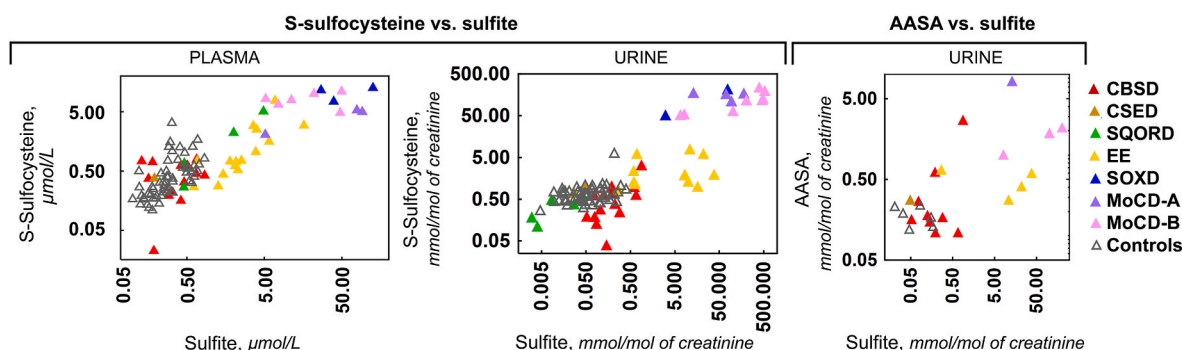 S-sulfocysteine vs. sulfite
AASA vs. sulfite
PLASMA
URINE
URINE
S-Sulfocysteine,
µmol/L
5.00
0.50
0.05
0.05
0.50
5.00
50.00
Sulfite, µmol/L
S-Sulfocysteine,
mmol/mol of creatinine
500.00
50.00
5.00
0.50
0.05
0.005
0.050
0.500
5.000
50.000
500.000
Sulfite, mmol/mol of creatinine
AASA,
mmol/mol of creatinine
5.00
0.50
0.05
0.05
0.50
5.00
50.00
Sulfite, mmol/mol of creatinine
CBSD
CSED
SQORD
EE
SOXD
MoCD-A
MoCD-B
Controls